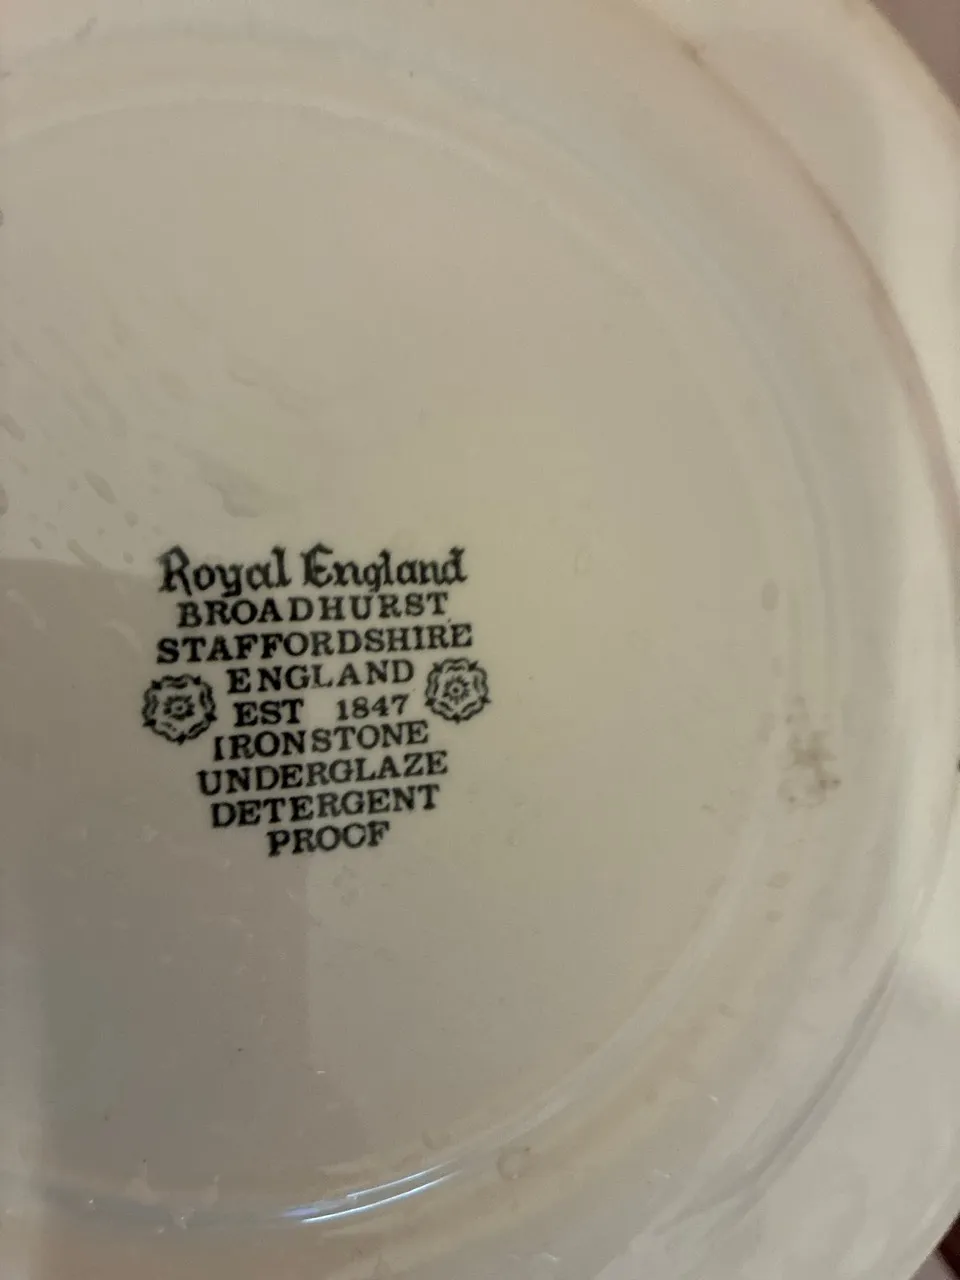 Royal England
BROADHURST
STAFFORDSHIRE
ENGLAND
EST 1847
IRONSTONE
UNDERGLAZE
DETERGENT
PROOF